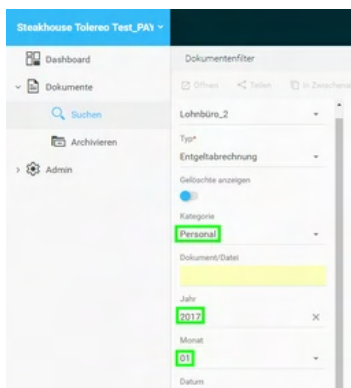 Steakhouse Tolereo Test_PAY
Dashboard
Dokumente
Suchen
Archivieren
Admin
Dokumentenfilter
Öffnen
Teilen
In Zwischenabl
Lohnbüro_2
Typ*
Entgeltabrechnung
Gelöschte anzeigen
Kategorie
Personal
Dokument/Datei
Jahr
2017
Monat
01
Datum